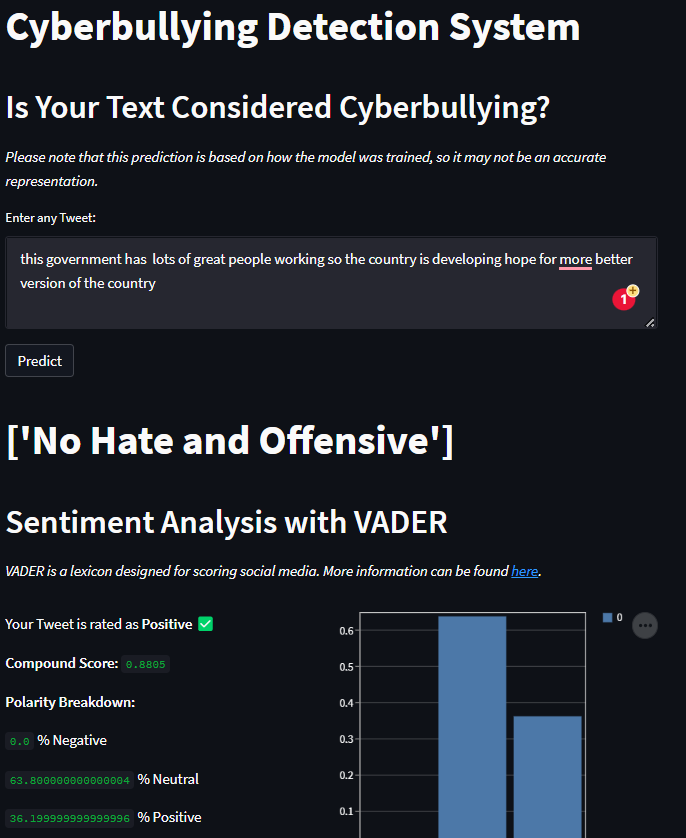 Cyberbullying Detection System
Is Your Text Considered Cyberbullying?
Please note that this prediction is based on how the model was trained, so it may not be an accurate
representation.
Enter any Tweet:
this government has  lots of great people working so the country is developing hope for more better
version of the country
1
+
Predict
['No Hate and Offensive']
Sentiment Analysis with VADER
VADER is a lexicon designed for scoring social media. More information can be found here.
Your Tweet is rated as Positive ✅
Compound Score: 0.8805
Polarity Breakdown:
0.0 % Negative
63.800000000000004 % Neutral
36.199999999999996 % Positive
0.6
0.5
0.4
0.3
0.2
0.1
0